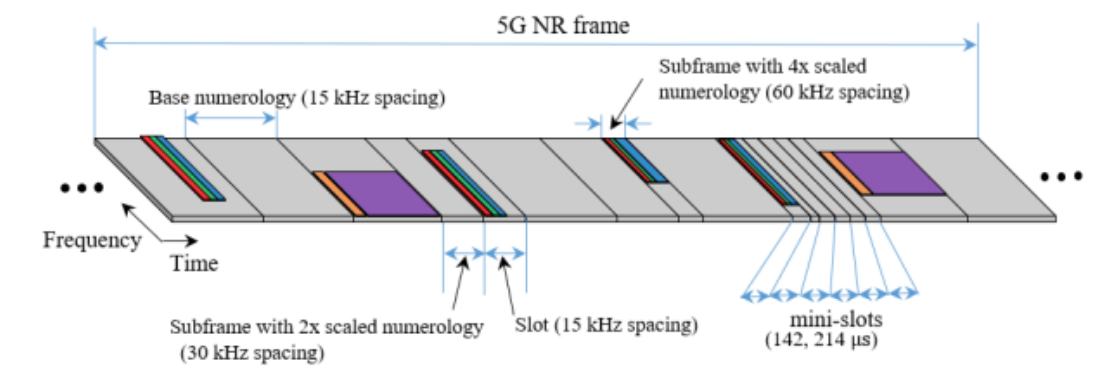 5G NR frame
Subframe with 4x scaled
numerology (60 kHz spacing)
Base numerology (15 kHz spacing)
Frequency
Time
Subframe with 2x scaled numerology
(30 kHz spacing)
Slot (15 kHz spacing)
mini-slots
(142, 214 μs)